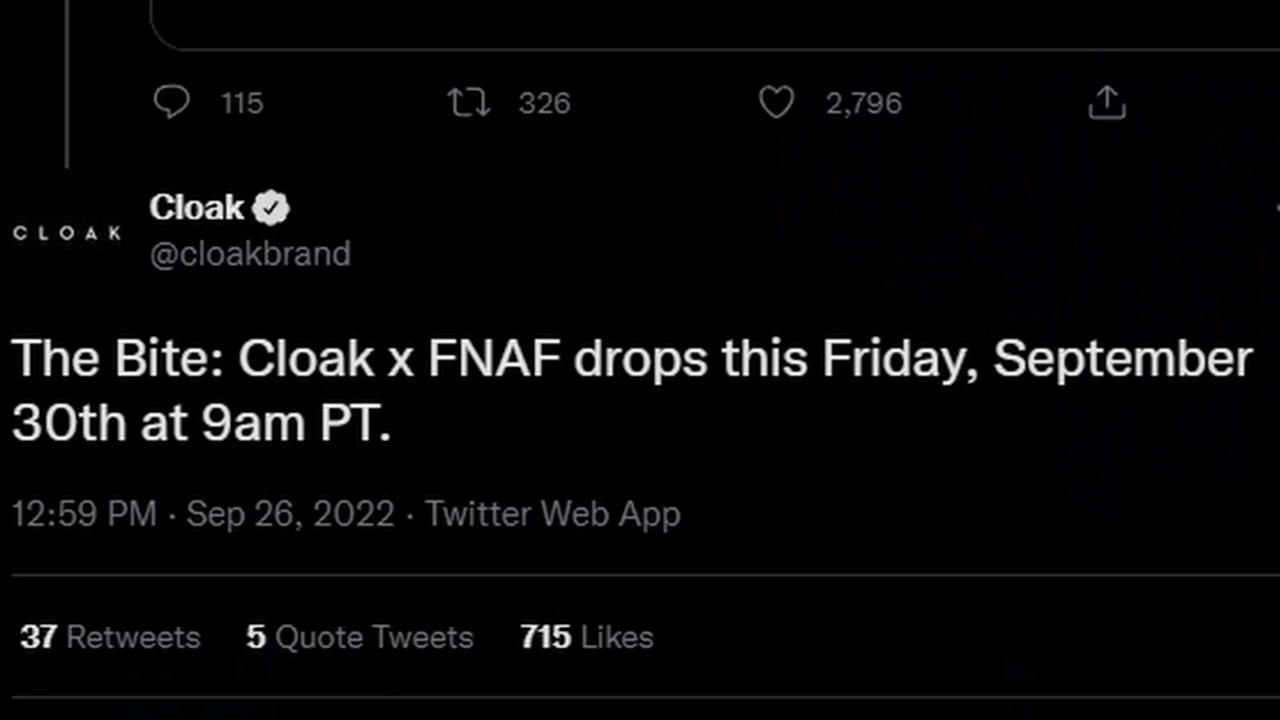 115 326 2,796
Cloak
CLOAK
@cloakbrand
The Bite: Cloak x FNAF drops this Friday, September
30th at 9am PT.
12:59 PM · Sep 26, 2022 · Twitter Web App
37 Retweets 5 Quote Tweets 715 Likes